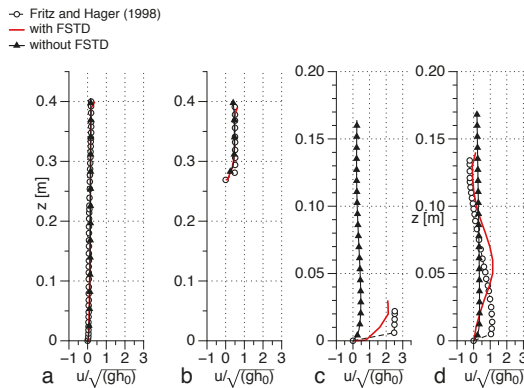 Fritz and Hager (1998)
with FSTD
without FSTD
z [m]
0.4
0.3
0.2
0.1
0
−1 0 1 2 3
a
u/√(gh₀)
0.4
0.3
0.2
0.1
0
−1 0 1 2 3
b
u/√(gh₀)
0.20
0.15
0.10
0.05
0
−1 0 1 2 3
c
u/√(gh₀)
z [m]
0.20
0.15
0.10
0.05
0
−1 0 1 2 3
d
u/√(gh₀)